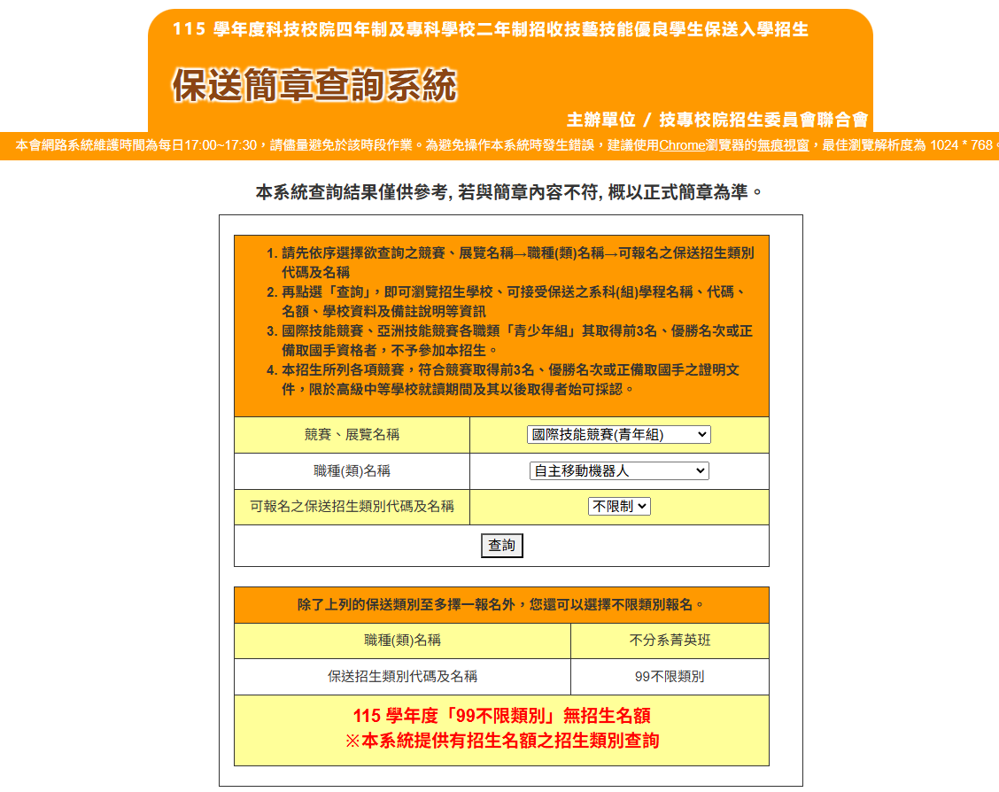 115 學年度科技校院四年制及專科學校二年制招收技藝技能優良學生保送入學招生
保送簡章查詢系統
主辦單位 / 技專校院招生委員會聯合會
本會網路系統維護時間為每日17:00~17:30，請儘量避免於該時段作業。為避免操作本系統時發生錯誤，建議使用Chrome瀏覽器的無痕視窗，最佳瀏覽解析度為 1024 * 768。
本系統查詢結果僅供參考, 若與簡章內容不符, 概以正式簡章為準。
1. 請先依序選擇欲查詢之競賽、展覽名稱→職種(類)名稱→可報名之保送招生類別
代碼及名稱
2. 再點選「查詢」，即可瀏覽招生學校、可接受保送之系科(組)學程名稱、代碼、
名額、學校資料及備註說明等資訊
3. 國際技能競賽、亞洲技能競賽各職類「青少年組」其取得前3名、優勝名次或正
備取國手資格者，不予參加本招生。
4. 本招生所列各項競賽，符合競賽取得前3名、優勝名次或正備取國手之證明文
件，限於高級中等學校就讀期間及其以後取得者始可採認。
競賽、展覽名稱 國際技能競賽(青年組)
職種(類)名稱 自主移動機器人
可報名之保送招生類別代碼及名稱 不限制
查詢
除了上列的保送類別至多擇一報名外，您還可以選擇不限類別報名。
職種(類)名稱 不分系菁英班
保送招生類別代碼及名稱 99不限類別
115 學年度「99不限類別」無招生名額
※本系統提供有招生名額之招生類別查詢